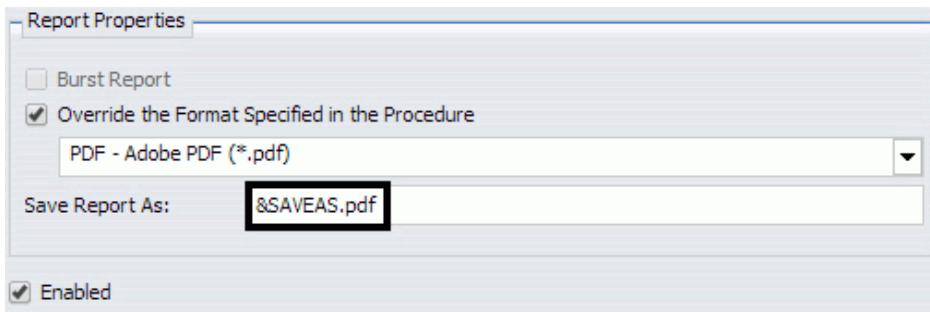 Report Properties
Burst Report
Override the Format Specified in the Procedure
PDF - Adobe PDF (*.pdf)
Save Report As: &SAVEAS.pdf
Enabled